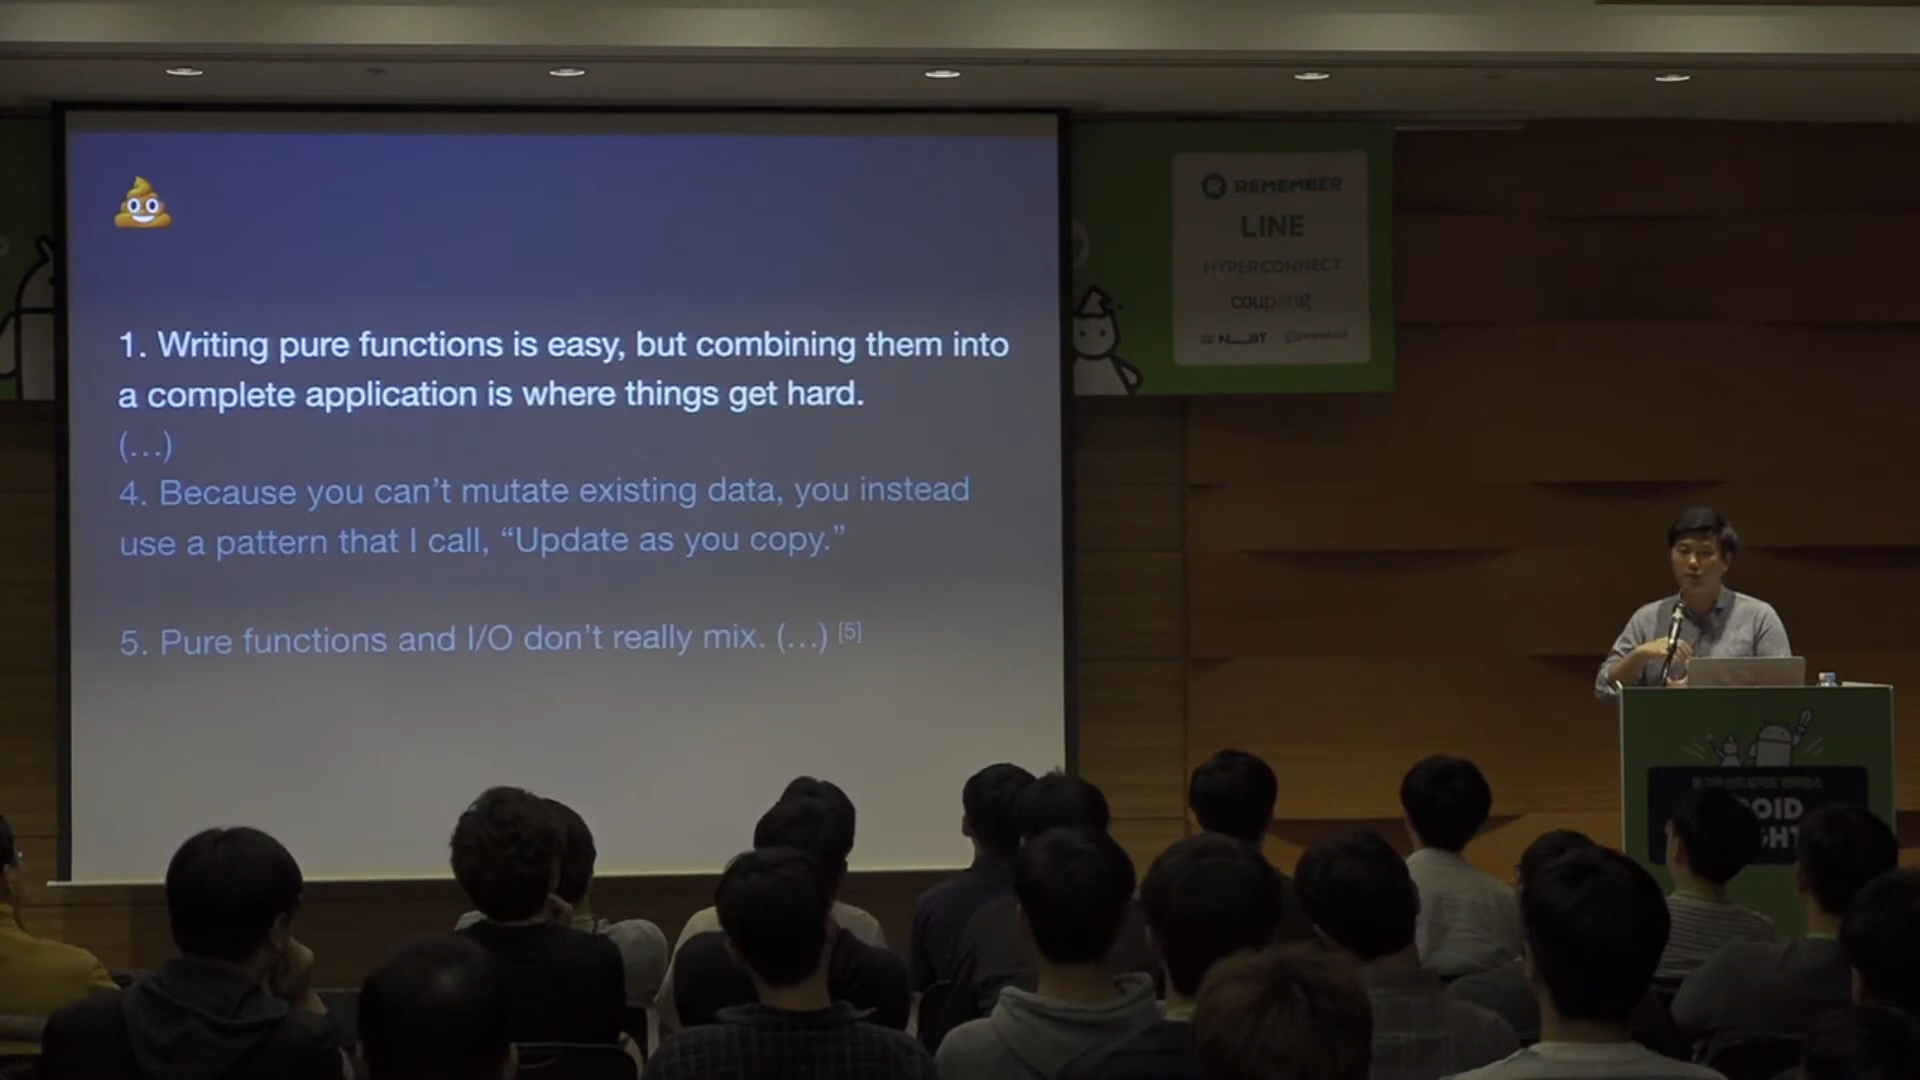 1. Writing pure functions is easy, but combining them into
a complete application is where things get hard.
(…)
4. Because you can’t mutate existing data, you instead
use a pattern that I call, “Update as you copy.”
5. Pure functions and I/O don’t really mix. (…) [5]
R REMEMBER
LINE
HYPERCONNECT
coupang
OID
GHT